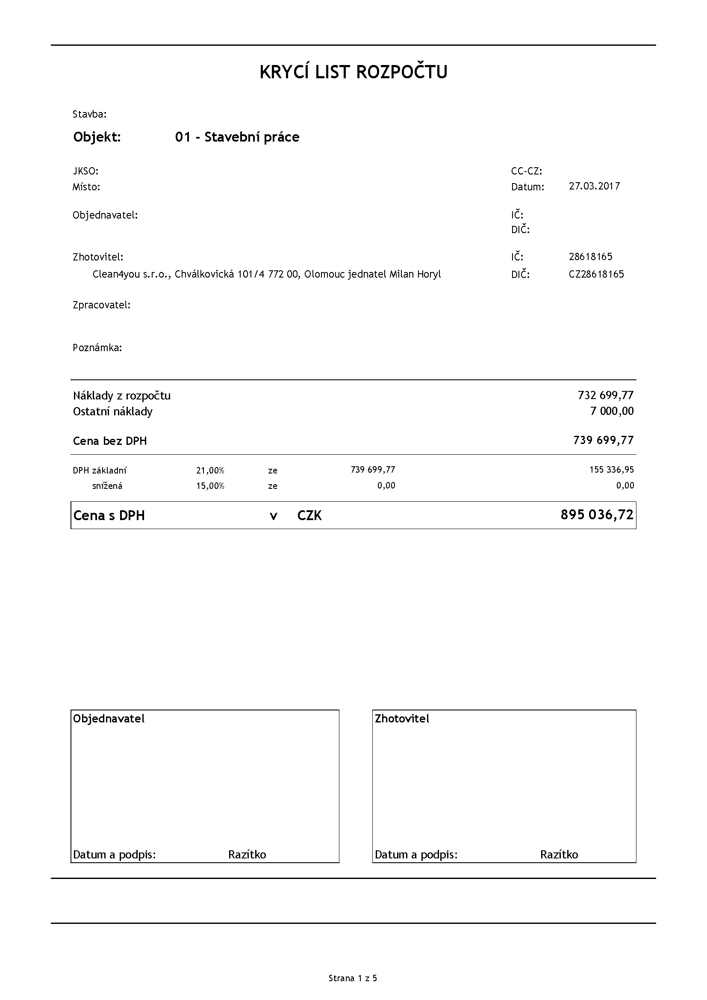 KRYCÍ LIST ROZPOČTU
Stavba:
Objekt: 01 - Stavební práce
JKSO: CC-CZ:
Místo: Datum: 27.03.2017
Objednavatel: IČ:
DIČ:
Zhotovitel: IČ: 28618165
Clean4you s.r.o., Chválkovická 101/4 772 00, Olomouc jednatel Milan Horyl DIČ: CZ28618165
Zpracovatel:
Poznámka:
Náklady z rozpočtu 732 699,77
Ostatní náklady 7 000,00
Cena bez DPH 739 699,77
DPH základní 21,00% ze 739 699,77 155 336,95
snížená 15,00% ze 0,00 0,00
Cena s DPH v CZK 895 036,72
Objednavatel Zhotovitel
Datum a podpis: Razítko Datum a podpis: Razítko
Strana 1 z 5